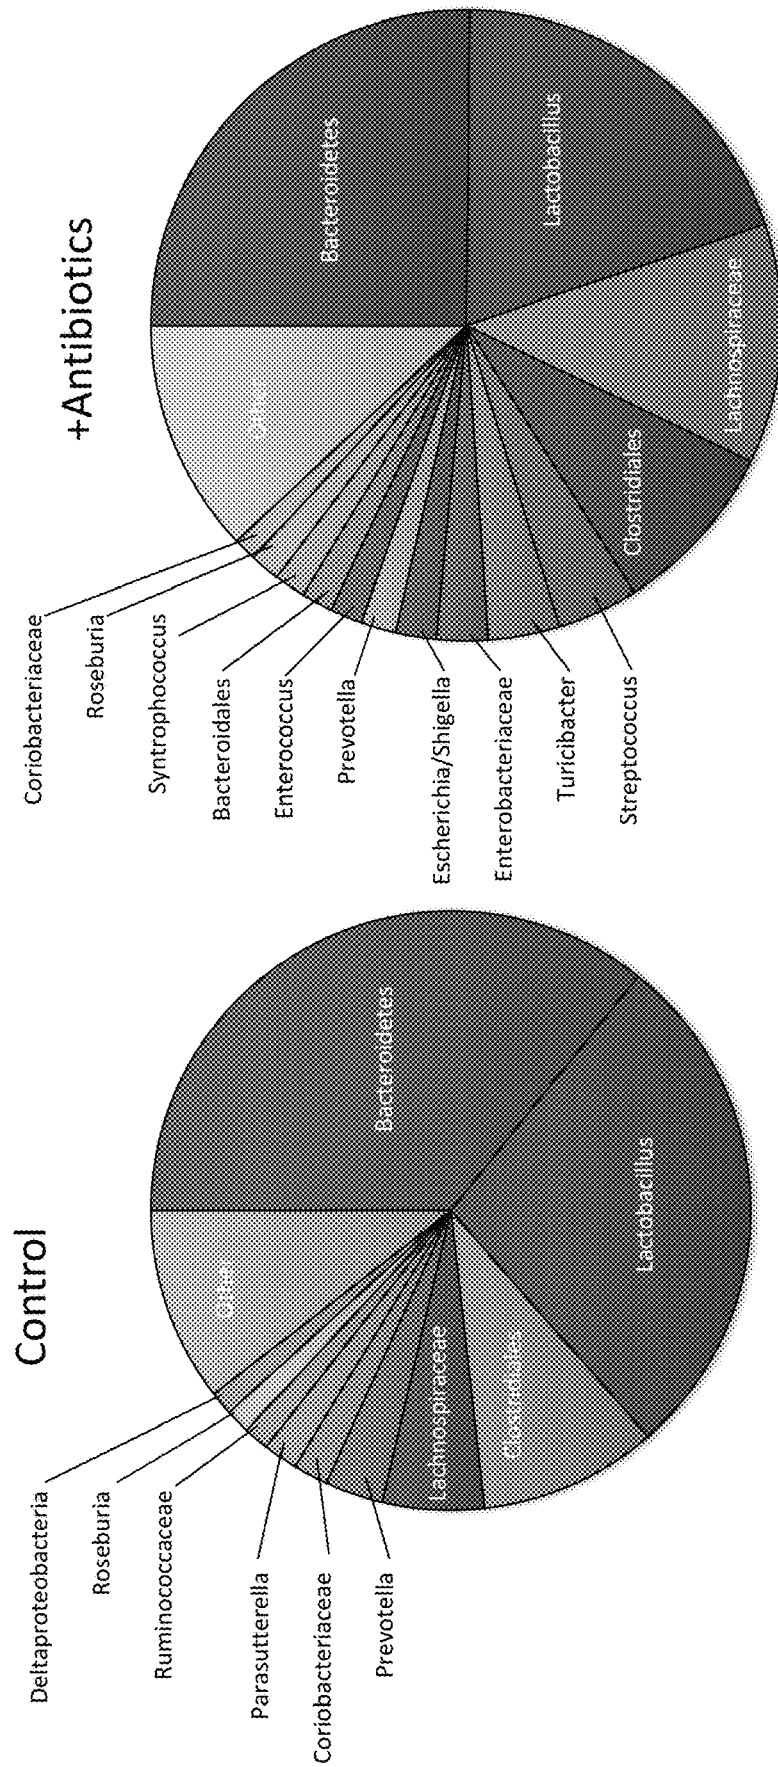 Control
Bacteroidetes
Lactobacillus
Clostridiales
Lachnospiraceae
Prevotella
Coriobacteriaceae
Parasutterella
Ruminococcaceae
Roseburia
Deltaproteobacteria
Other
+Antibiotics
Bacteroidetes
Lactobacillus
Lachnospiraceae
Clostridiales
Streptococcus
Turicibacter
Enterobacteriaceae
Escherichia/Shigella
Prevotella
Enterococcus
Bacteroidales
Syntrophococcus
Roseburia
Coriobacteriaceae
Other